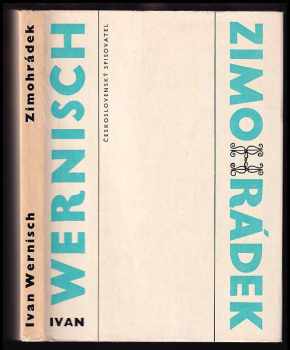 Ivan Wernisch
Zimohrádek
IVAN
WERNISCH
ČESKOSLOVENSKÝ SPISOVATEL
ZIMOHRÁDEK